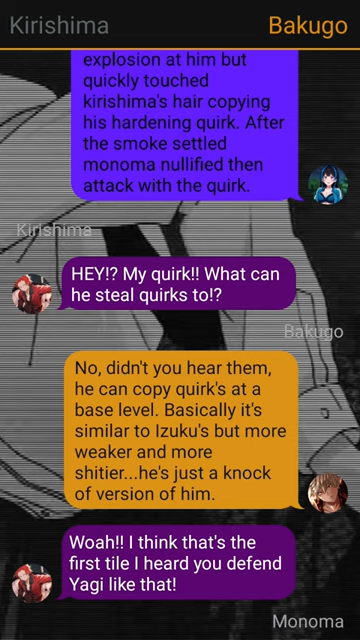 Kirishima
Bakugo
explosion at him but
quickly touched
kirishima's hair copying
his hardening quirk. After
the smoke settled
monoma nullified then
attack with the quirk.
Kirishima
HEY!? My quirk!! What can
he steal quirks to!?
Bakugo
No, didn't you hear them,
he can copy quirk's at a
base level. Basically it's
similar to Izuku's but more
weaker and more
shitier...he's just a knock
of version of him.
Woah!! I think that's the
first tile I heard you defend
Yagi like that!
Monoma